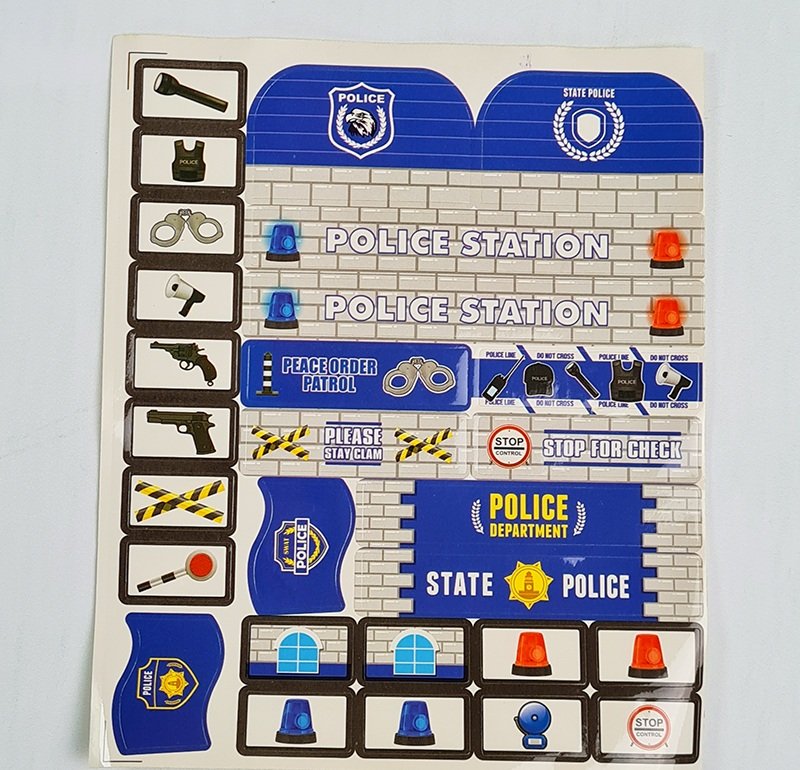 POLICE
STATE POLICE
POLICE
POLICE STATION
POLICE STATION
PEACE ORDER
PATROL
POLICE LINE DO NOT CROSS POLICE LINE DO NOT CROSS
POLICE
POLICE
POLICE LINE DO NOT CROSS POLICE LINE DO NOT CROSS
PLEASE
STAY CLAM
STOP
CONTROL
STOP FOR CHECK
SWAT
POLICE
POLICE
DEPARTMENT
STATE POLICE
POLICE
STOP
CONTROL